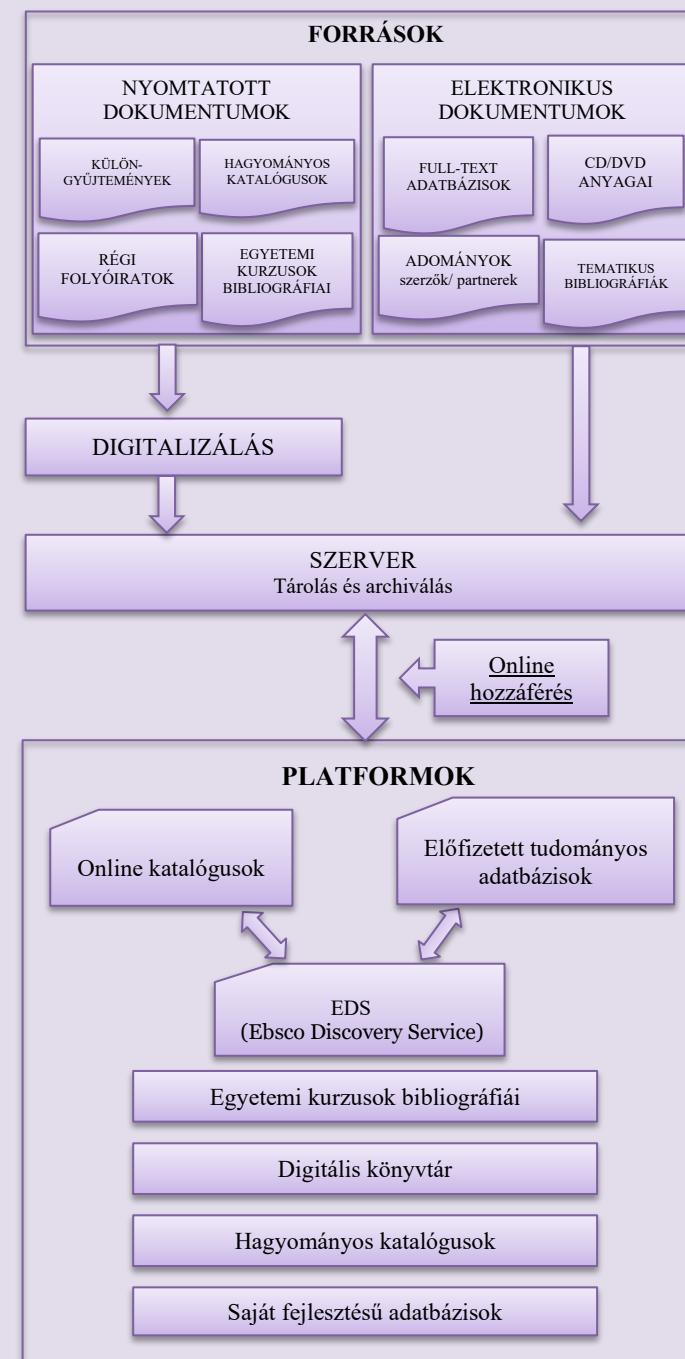 FORRÁSOK
NYOMTATOTT
DOKUMENTUMOK
KÜLÖN-
GYŰJTEMÉNYEK
HAGYOMÁNYOS
KATALÓGUSOK
RÉGI
FOLYÓIRATOK
EGYETEMI
KURZUSOK
BIBLIOGRÁFIAI
ELEKTRONIKUS
DOKUMENTUMOK
FULL-TEXT
ADATBÁZISOK
CD/DVD
ANYAGAI
ADOMÁNYOK
szerzők/ partnerek
TEMATIKUS
BIBLIOGRÁFIÁK
DIGITALIZÁLÁS
SZERVER
Tárolás és archiválás
Online
hozzáférés
PLATFORMOK
Online katalógusok
Előfizetett tudományos
adatbázisok
EDS
(Ebsco Discovery Service)
Egyetemi kurzusok bibliográfiái
Digitális könyvtár
Hagyományos katalógusok
Saját fejlesztésű adatbázisok